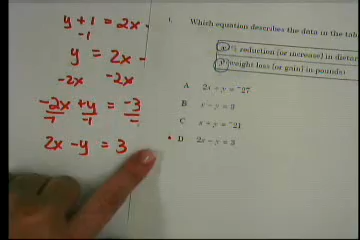 y + 1 = 2x -
-1
y = 2x -
-2x -2x
-2x + y = -3
-1 -1 -
2x - y = 3
1. Which equation describes the data in the tab
x % reduction (or increase) in dietar
y weight loss (or gain) in pounds)
A 2x - y = -27
B x - y = 3
C x + y = -21
D 2x - y = 3